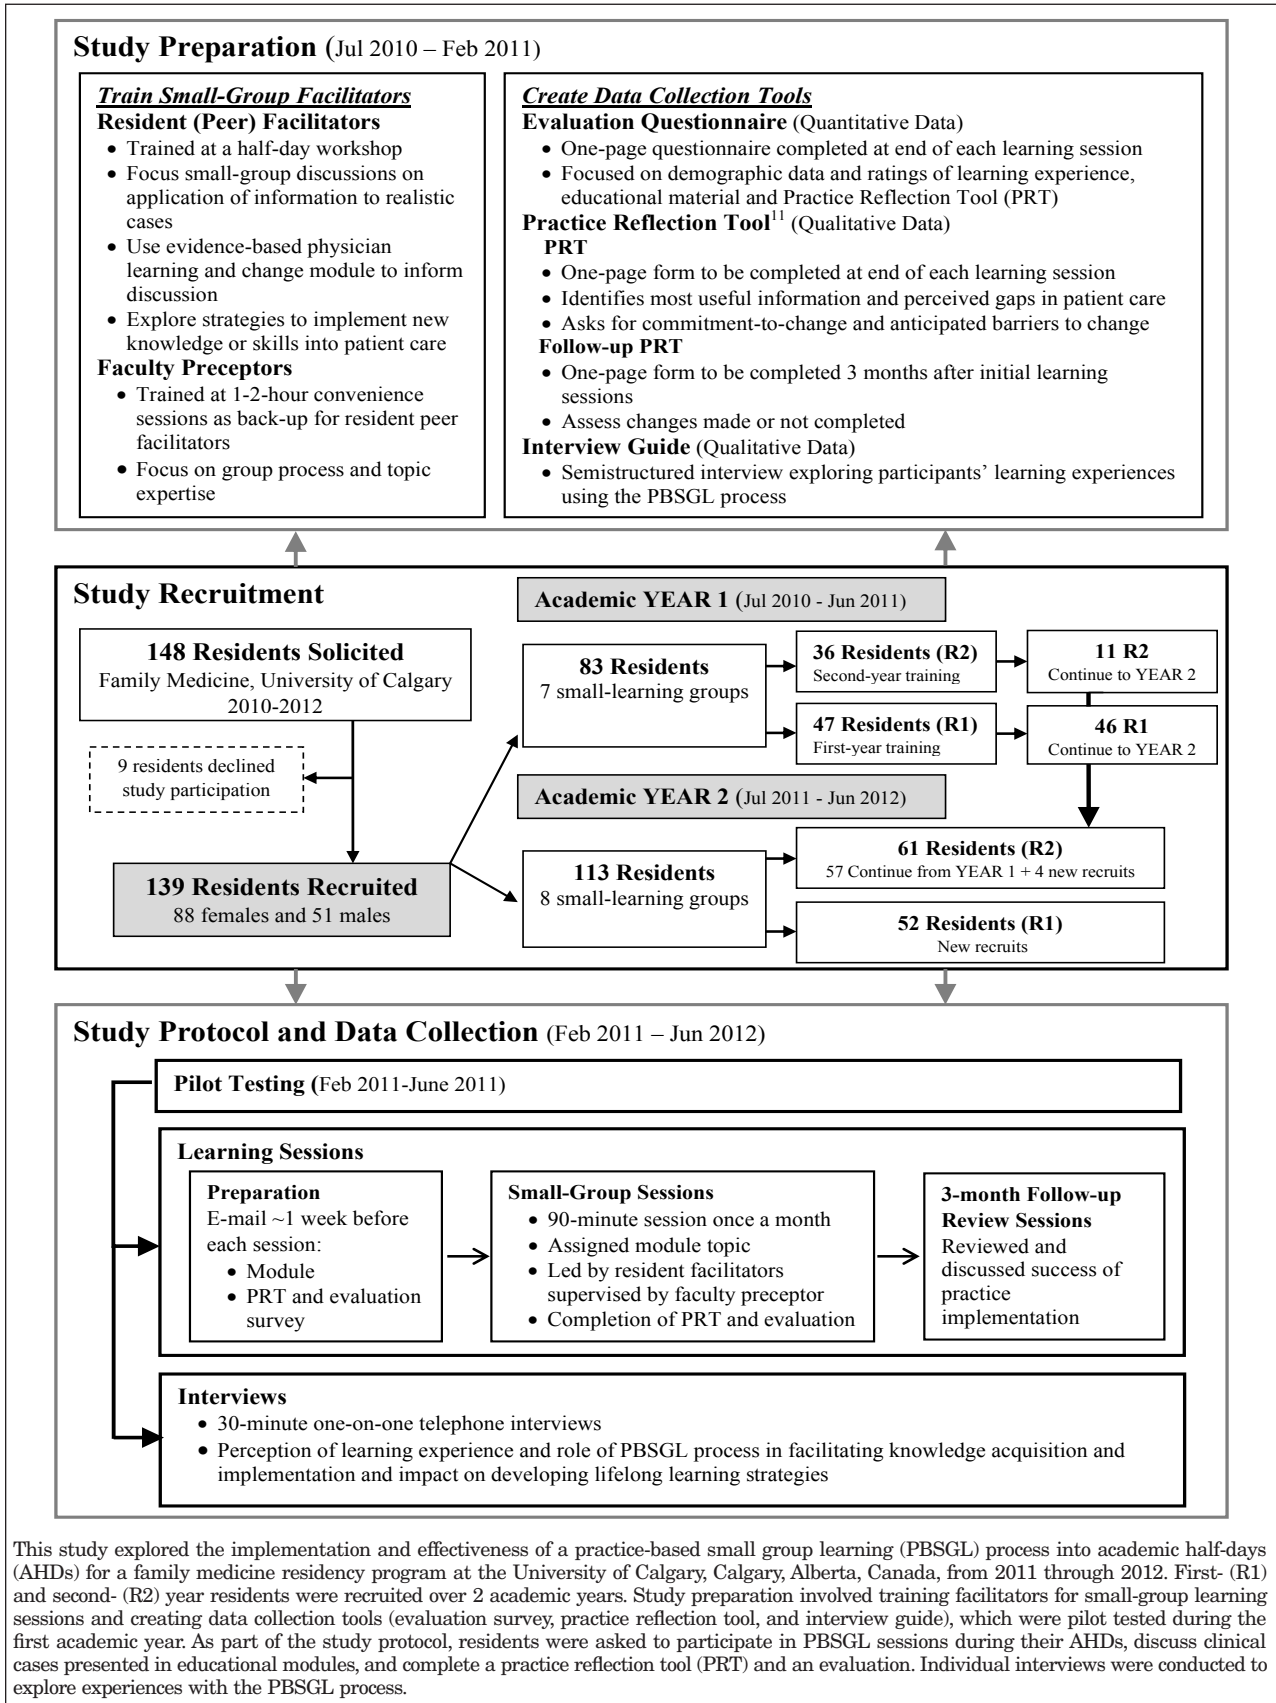 Study Preparation (Jul 2010 – Feb 2011)
Train Small-Group Facilitators
Resident (Peer) Facilitators
• Trained at a half-day workshop
• Focus small-group discussions on
application of information to realistic
cases
• Use evidence-based physician
learning and change module to inform
discussion
• Explore strategies to implement new
knowledge or skills into patient care
Faculty Preceptors
• Trained at 1-2-hour convenience
sessions as back-up for resident peer
facilitators
• Focus on group process and topic
expertise
Create Data Collection Tools
Evaluation Questionnaire (Quantitative Data)
• One-page questionnaire completed at end of each learning session
• Focused on demographic data and ratings of learning experience,
educational material and Practice Reflection Tool (PRT)
Practice Reflection Tool11 (Qualitative Data)
PRT
• One-page form to be completed at end of each learning session
• Identifies most useful information and perceived gaps in patient care
• Asks for commitment-to-change and anticipated barriers to change
Follow-up PRT
• One-page form to be completed 3 months after initial learning
sessions
• Assess changes made or not completed
Interview Guide (Qualitative Data)
• Semistructured interview exploring participants’ learning experiences
using the PBSGL process
Study Recruitment
148 Residents Solicited
Family Medicine, University of Calgary
2010-2012
9 residents declined
study participation
139 Residents Recruited
88 females and 51 males
Academic YEAR 1 (Jul 2010 - Jun 2011)
83 Residents
7 small-learning groups
36 Residents (R2)
Second-year training
11 R2
Continue to YEAR 2
47 Residents (R1)
First-year training
46 R1
Continue to YEAR 2
Academic YEAR 2 (Jul 2011 - Jun 2012)
113 Residents
8 small-learning groups
61 Residents (R2)
57 Continue from YEAR 1 + 4 new recruits
52 Residents (R1)
New recruits
Study Protocol and Data Collection (Feb 2011 – Jun 2012)
Pilot Testing (Feb 2011-June 2011)
Learning Sessions
Preparation
E-mail ~1 week before
each session:
• Module
• PRT and evaluation
survey
Small-Group Sessions
• 90-minute session once a month
• Assigned module topic
• Led by resident facilitators
supervised by faculty preceptor
• Completion of PRT and evaluation
3-month Follow-up
Review Sessions
Reviewed and
discussed success of
practice
implementation
Interviews
• 30-minute one-on-one telephone interviews
• Perception of learning experience and role of PBSGL process in facilitating knowledge acquisition and
implementation and impact on developing lifelong learning strategies
This study explored the implementation and effectiveness of a practice-based small group learning (PBSGL) process into academic half-days
(AHDs) for a family medicine residency program at the University of Calgary, Calgary, Alberta, Canada, from 2011 through 2012. First- (R1)
and second- (R2) year residents were recruited over 2 academic years. Study preparation involved training facilitators for small-group learning
sessions and creating data collection tools (evaluation survey, practice reflection tool, and interview guide), which were pilot tested during the
first academic year. As part of the study protocol, residents were asked to participate in PBSGL sessions during their AHDs, discuss clinical
cases presented in educational modules, and complete a practice reflection tool (PRT) and an evaluation. Individual interviews were conducted to
explore experiences with the PBSGL process.